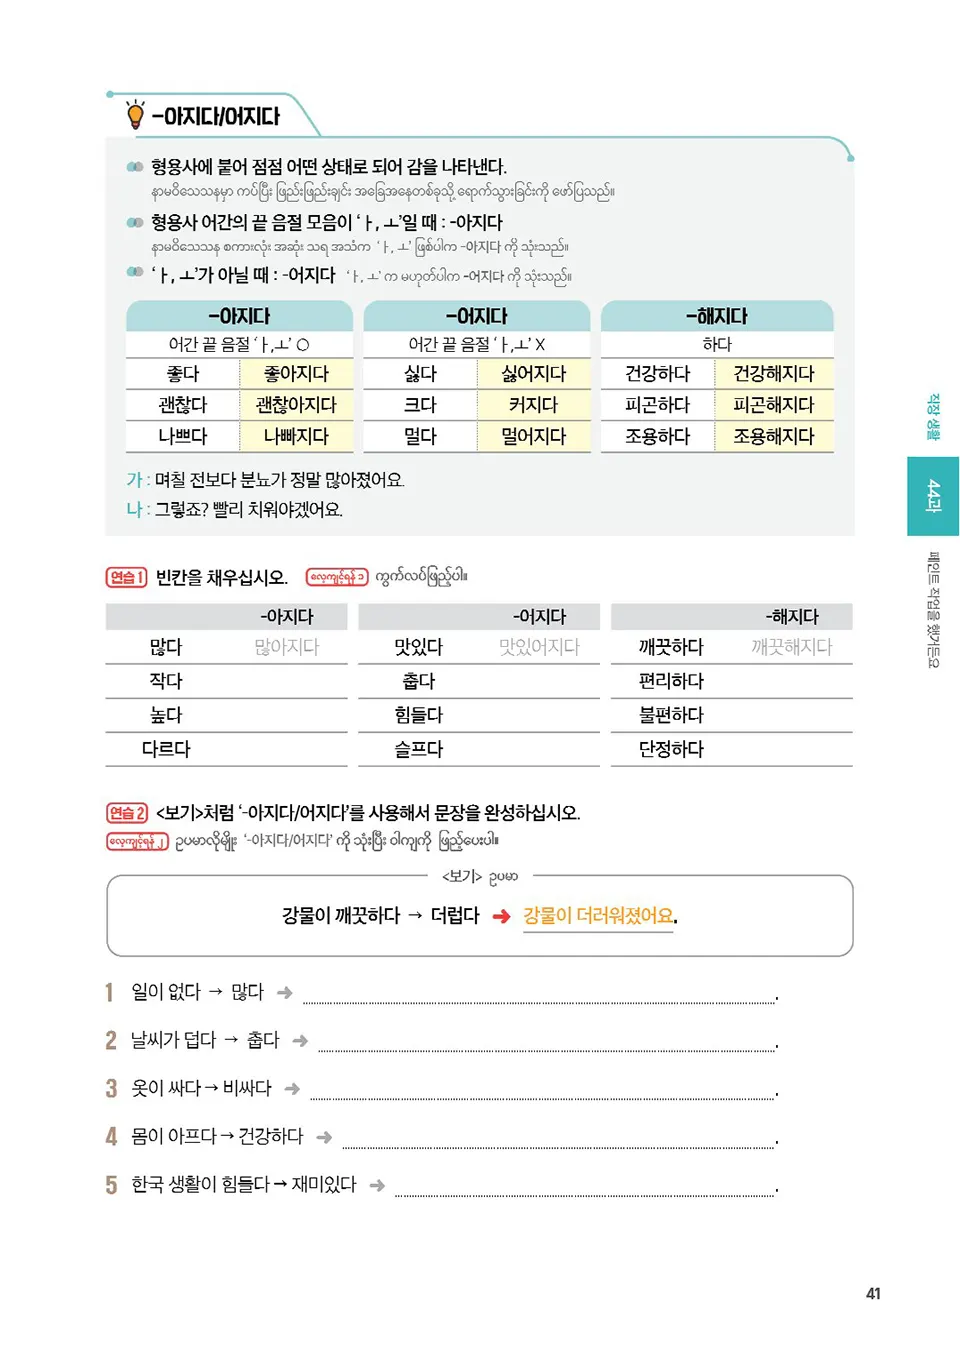 -아지다/어지다
형용사에 붙어 점점 어떤 상태로 되어 감을 나타낸다.
နာမဝိသေသနမှာ ကပ်ပြီး ဖြည်းဖြည်းချင်း အခြေအနေတစ်ခုသို့ ရောက်သွားခြင်းကို ဖော်ပြသည်။
형용사 어간의 끝 음절 모음이 ‘ㅏ, ㅗ’일 때 : -아지다
နာမဝိသေသန စကားလုံး အဆုံး သရ အသံက ‘ㅏ, ㅗ’ ဖြစ်ပါက -아지다 ကို သုံးသည်။
‘ㅏ, ㅗ’가 아닐 때 : -어지다 ‘ㅏ, ㅗ’ က မဟုတ်ပါက -어지다 ကို သုံးသည်။
-아지다 -어지다 -해지다
어간 끝 음절 ‘ㅏ,ㅗ’ ○ 어간 끝 음절 ‘ㅏ,ㅗ’ X 하다
좋다 좋아지다 싫다 싫어지다 건강하다 건강해지다
괜찮다 괜찮아지다 크다 커지다 피곤하다 피곤해지다
나쁘다 나빠지다 멀다 멀어지다 조용하다 조용해지다
가 : 며칠 전보다 분뇨가 정말 많아졌어요.
나 : 그렇죠? 빨리 치워야겠어요.
연습 1 빈칸을 채우십시오. လေ့ကျင့်ရန် ၁ ကွက်လပ်ဖြည့်ပါ။
-아지다 -어지다 -해지다
많다 많아지다 맛있다 맛있어지다 깨끗하다 깨끗해지다
작다 춥다 편리하다
높다 힘들다 불편하다
다르다 슬프다 단정하다
연습 2 <보기>처럼 ‘-아지다/어지다’를 사용해서 문장을 완성하십시오.
လေ့ကျင့်ရန် ၂ ဥပမာလိုမျိုး ‘-아지다/어지다’ ကို သုံးပြီး ဝါကျကို ဖြည့်ပေးပါ။
<보기> ဥပမာ
강물이 깨끗하다 → 더럽다 ➜ 강물이 더러워졌어요.
1 일이 없다 → 많다 ➜ .
2 날씨가 덥다 → 춥다 ➜ .
3 옷이 싸다 → 비싸다 ➜ .
4 몸이 아프다 → 건강하다 ➜ .
5 한국 생활이 힘들다 → 재미있다 ➜ .
직장 생활
44과
페인트 작업을 했거든요
41